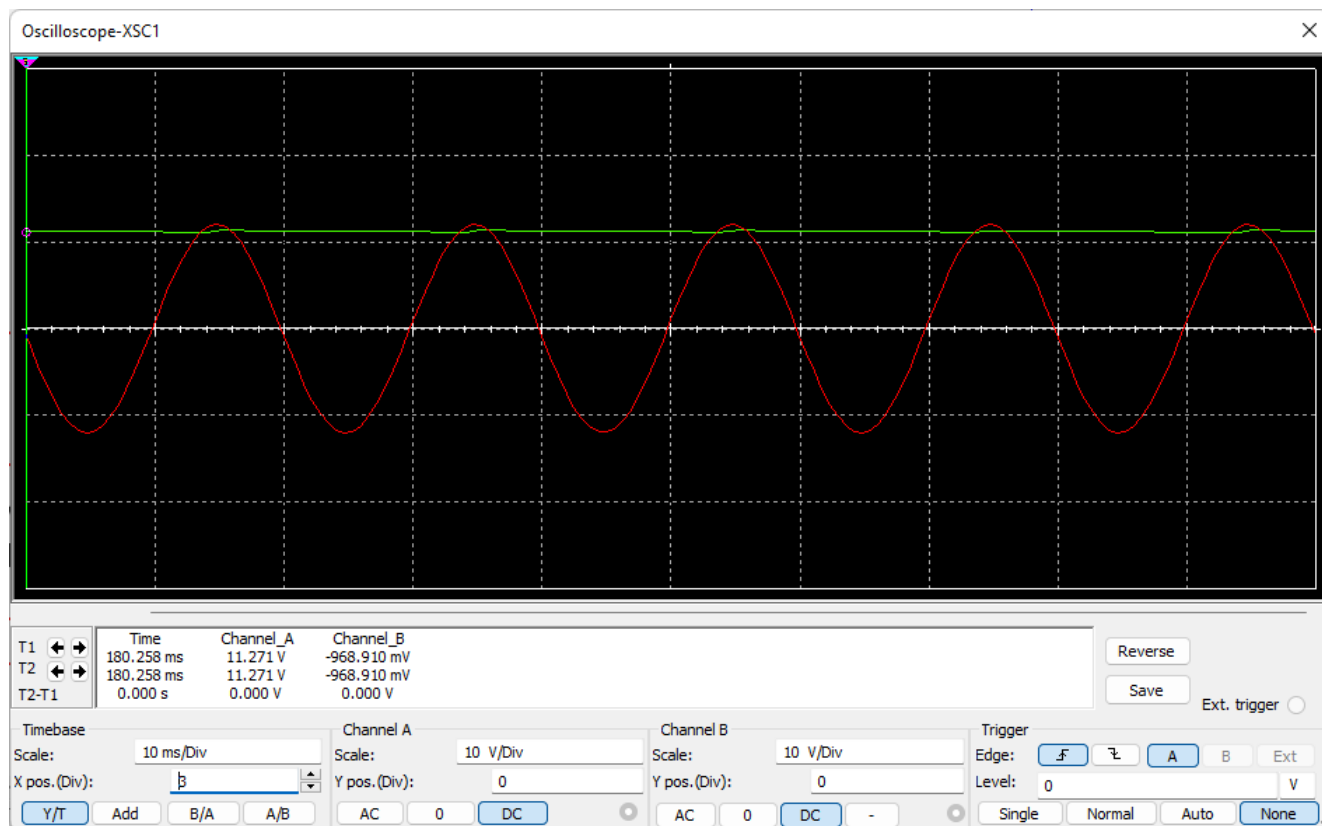 Oscilloscope-XSC1
Time Channel_A Channel_B
T1 180.258 ms 11.271 V -968.910 mV
T2 180.258 ms 11.271 V -968.910 mV
T2-T1 0.000 s 0.000 V 0.000 V
Reverse
Save
Ext. trigger
Timebase Channel A Channel B Trigger
Scale: 10 ms/Div Scale: 10 V/Div Scale: 10 V/Div Edge: A B Ext
X pos.(Div): 3 Y pos.(Div): 0 Y pos.(Div): 0 Level: 0 V
Y/T Add B/A A/B AC 0 DC AC 0 DC - Single Normal Auto None